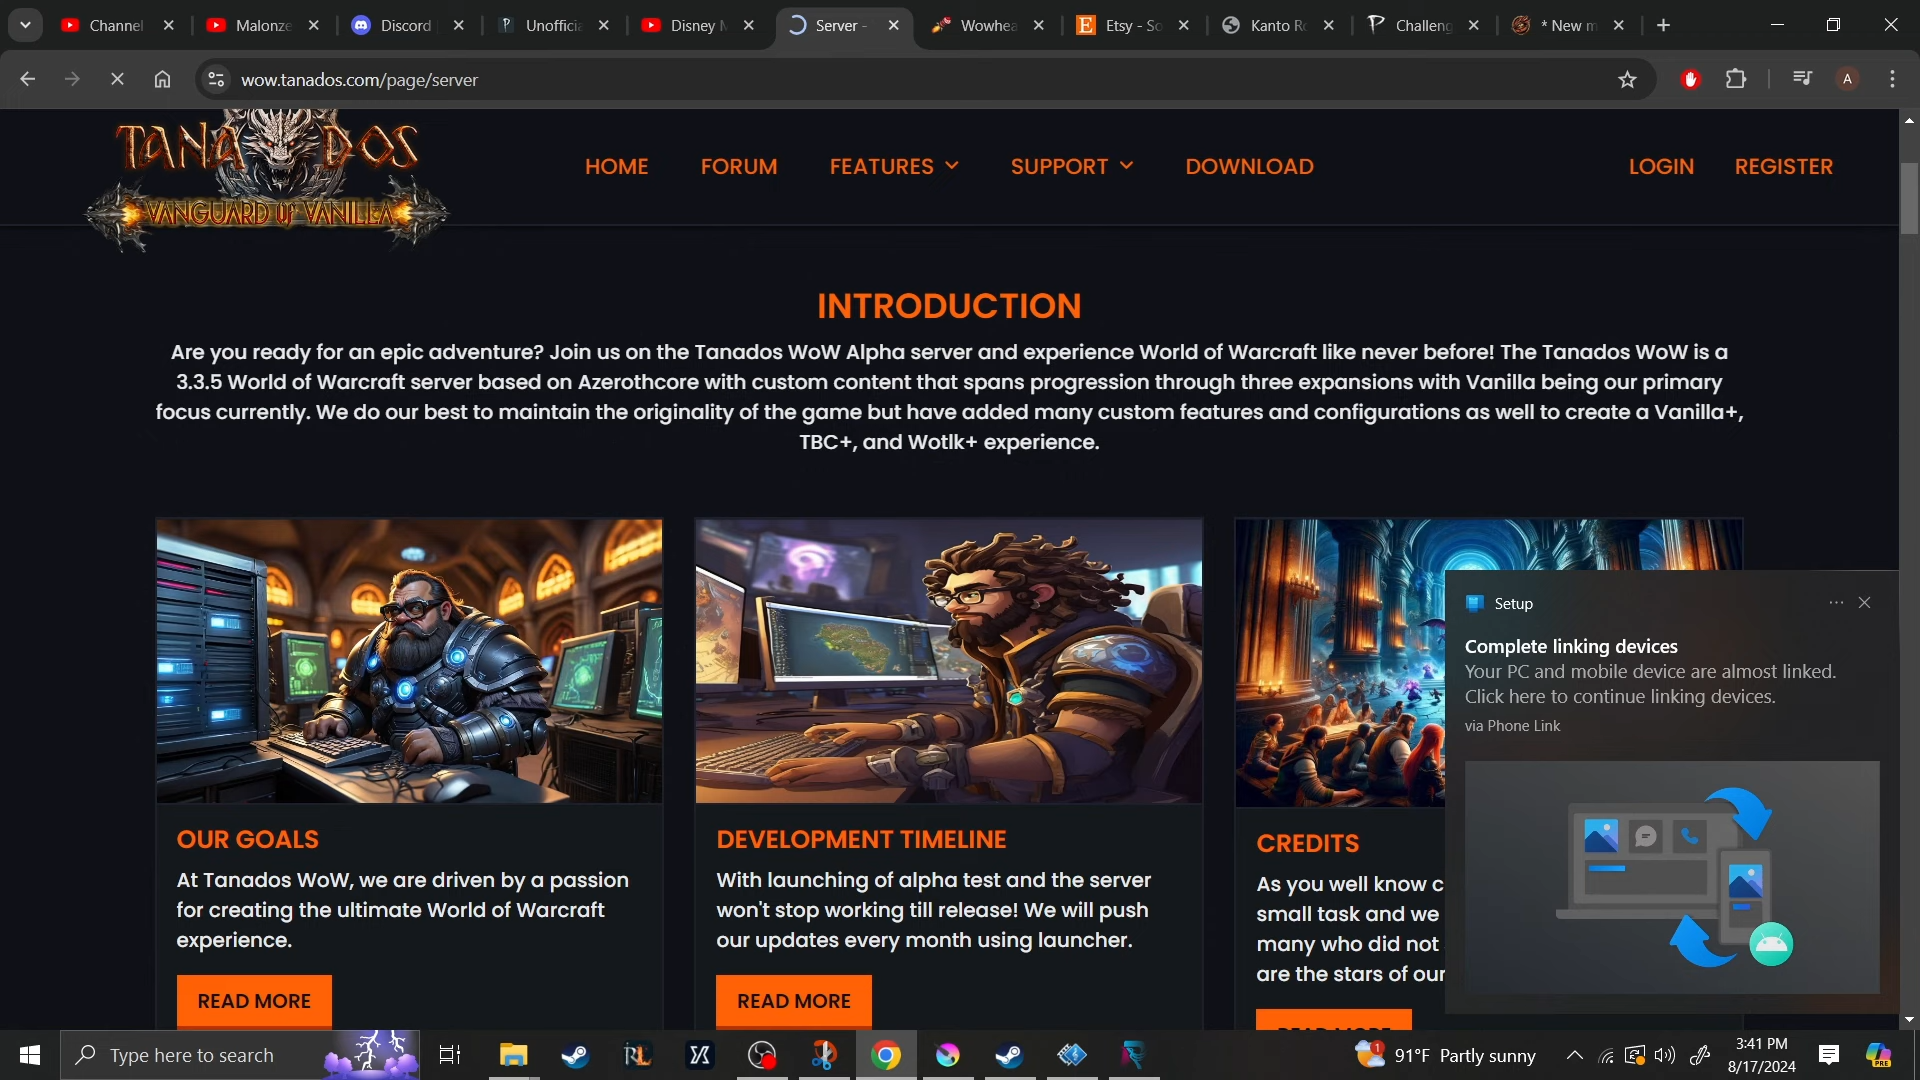 Channel
Malonze
Discord
Unofficia
Disney M
Server -
Wowhea
Etsy - So
Kanto Ro
Challeng
* New m
wow.tanados.com/page/server
A
TANADOS
VANGUARD OF VANILLA
HOME
FORUM
FEATURES
SUPPORT
DOWNLOAD
LOGIN
REGISTER
INTRODUCTION
Are you ready for an epic adventure? Join us on the Tanados WoW Alpha server and experience World of Warcraft like never before! The Tanados WoW is a
3.3.5 World of Warcraft server based on Azerothcore with custom content that spans progression through three expansions with Vanilla being our primary
focus currently. We do our best to maintain the originality of the game but have added many custom features and configurations as well to create a Vanilla+,
TBC+, and Wotlk+ experience.
OUR GOALS
At Tanados WoW, we are driven by a passion
for creating the ultimate World of Warcraft
experience.
READ MORE
DEVELOPMENT TIMELINE
With launching of alpha test and the server
won't stop working till release! We will push
our updates every month using launcher.
READ MORE
CREDITS
As you well know c
small task and we
many who did not
are the stars of our
READ MORE
Setup
Complete linking devices
Your PC and mobile device are almost linked.
Click here to continue linking devices.
via Phone Link
Type here to search
1
91°F Partly sunny
3:41 PM
8/17/2024
PRE